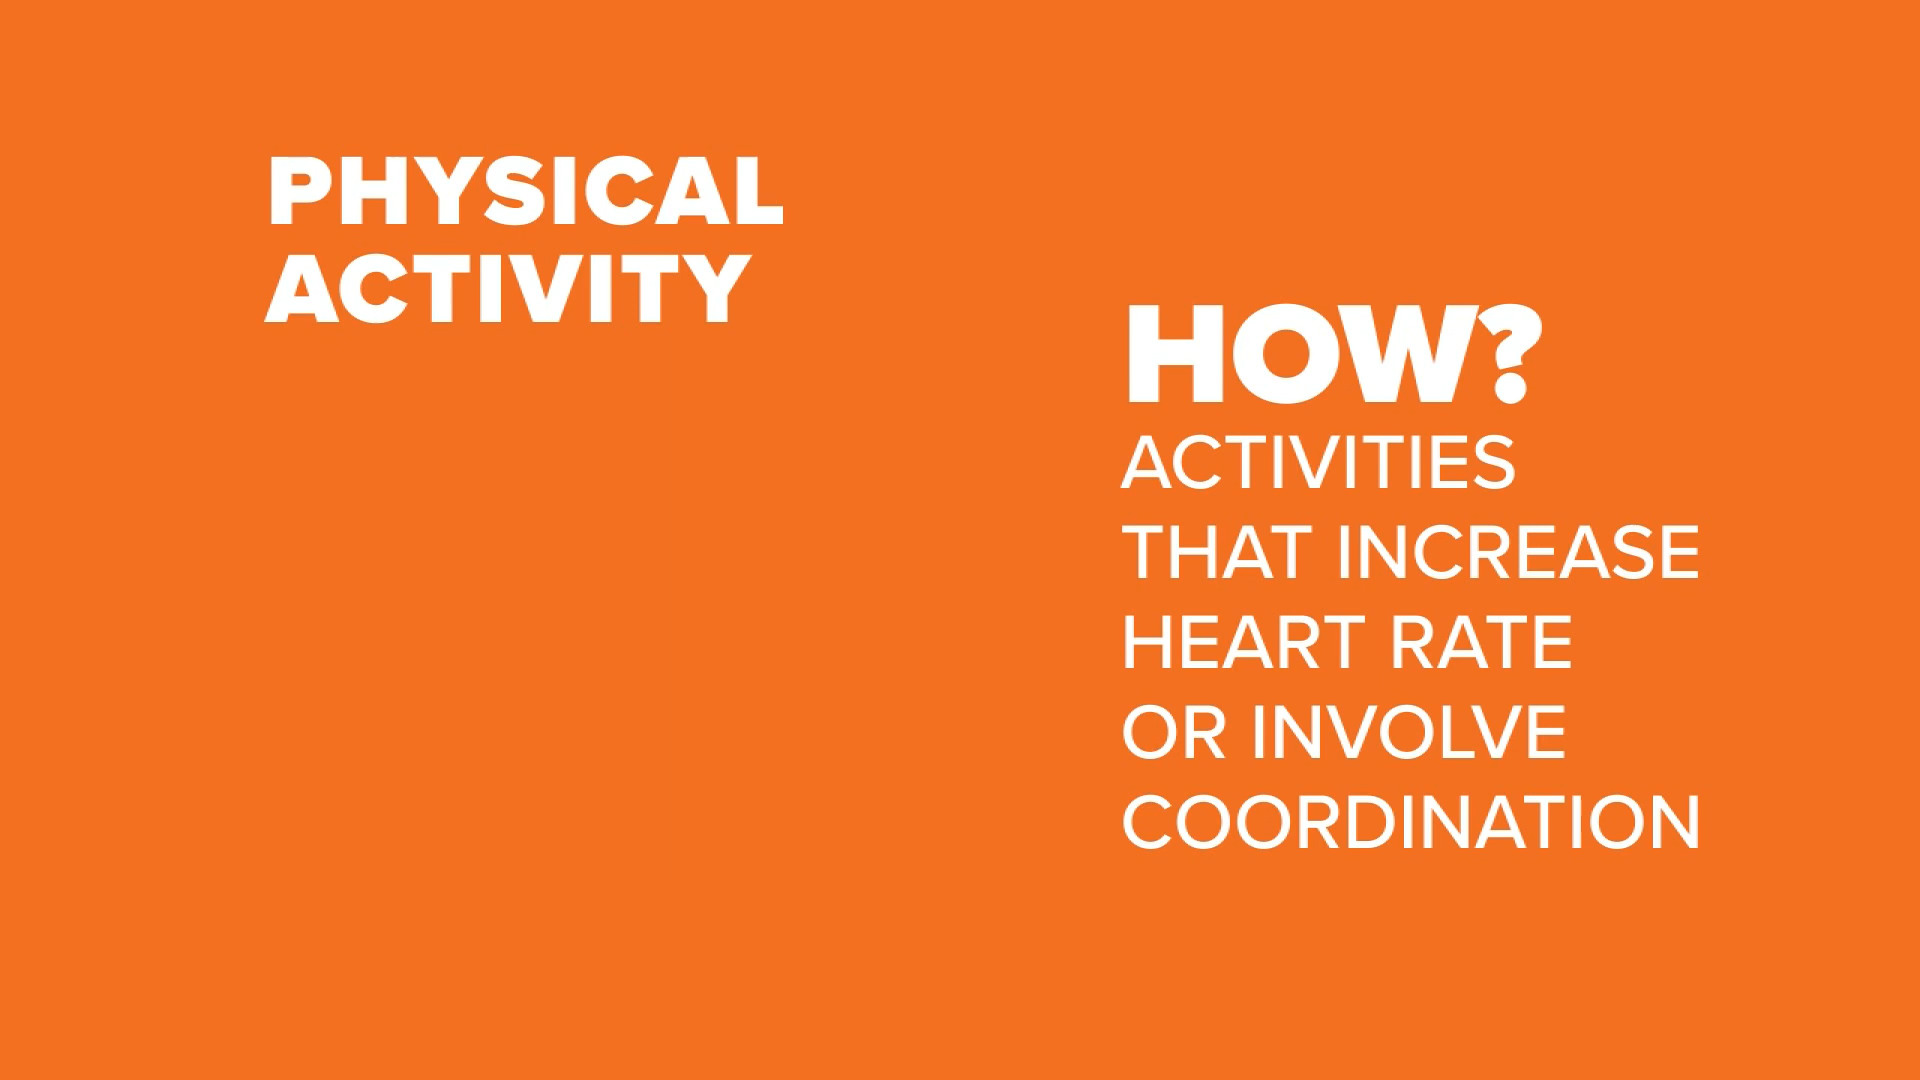 PHYSICAL
ACTIVITY
HOW?
ACTIVITIES
THAT INCREASE
HEART RATE
OR INVOLVE
COORDINATION